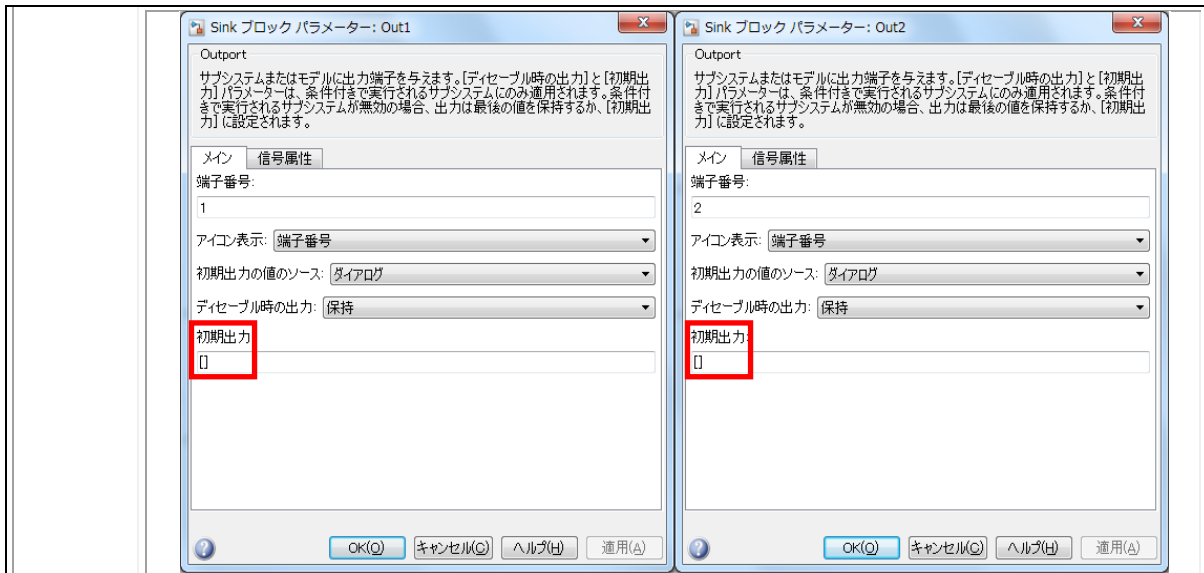 Sink ブロック パラメーター: Out1
Outport
サブシステムまたはモデルに出力端子を与えます。[ディセーブル時の出力] と [初期出
力] パラメーターは、条件付きで実行されるサブシステムにのみ適用されます。条件付
きで実行されるサブシステムが無効の場合、出力は最後の値を保持するか、[初期出
力] に設定されます。
メイン
信号属性
端子番号:
1
アイコン表示: 端子番号
初期出力の値のソース: ダイアログ
ディセーブル時の出力: 保持
初期出力
[]
OK(O)
キャンセル(C)
ヘルプ(H)
適用(A)
Sink ブロック パラメーター: Out2
Outport
サブシステムまたはモデルに出力端子を与えます。[ディセーブル時の出力] と [初期出
力] パラメーターは、条件付きで実行されるサブシステムにのみ適用されます。条件付
きで実行されるサブシステムが無効の場合、出力は最後の値を保持するか、[初期出
力] に設定されます。
メイン
信号属性
端子番号:
2
アイコン表示: 端子番号
初期出力の値のソース: ダイアログ
ディセーブル時の出力: 保持
初期出力:
[]
OK(O)
キャンセル(C)
ヘルプ(H)
適用(A)